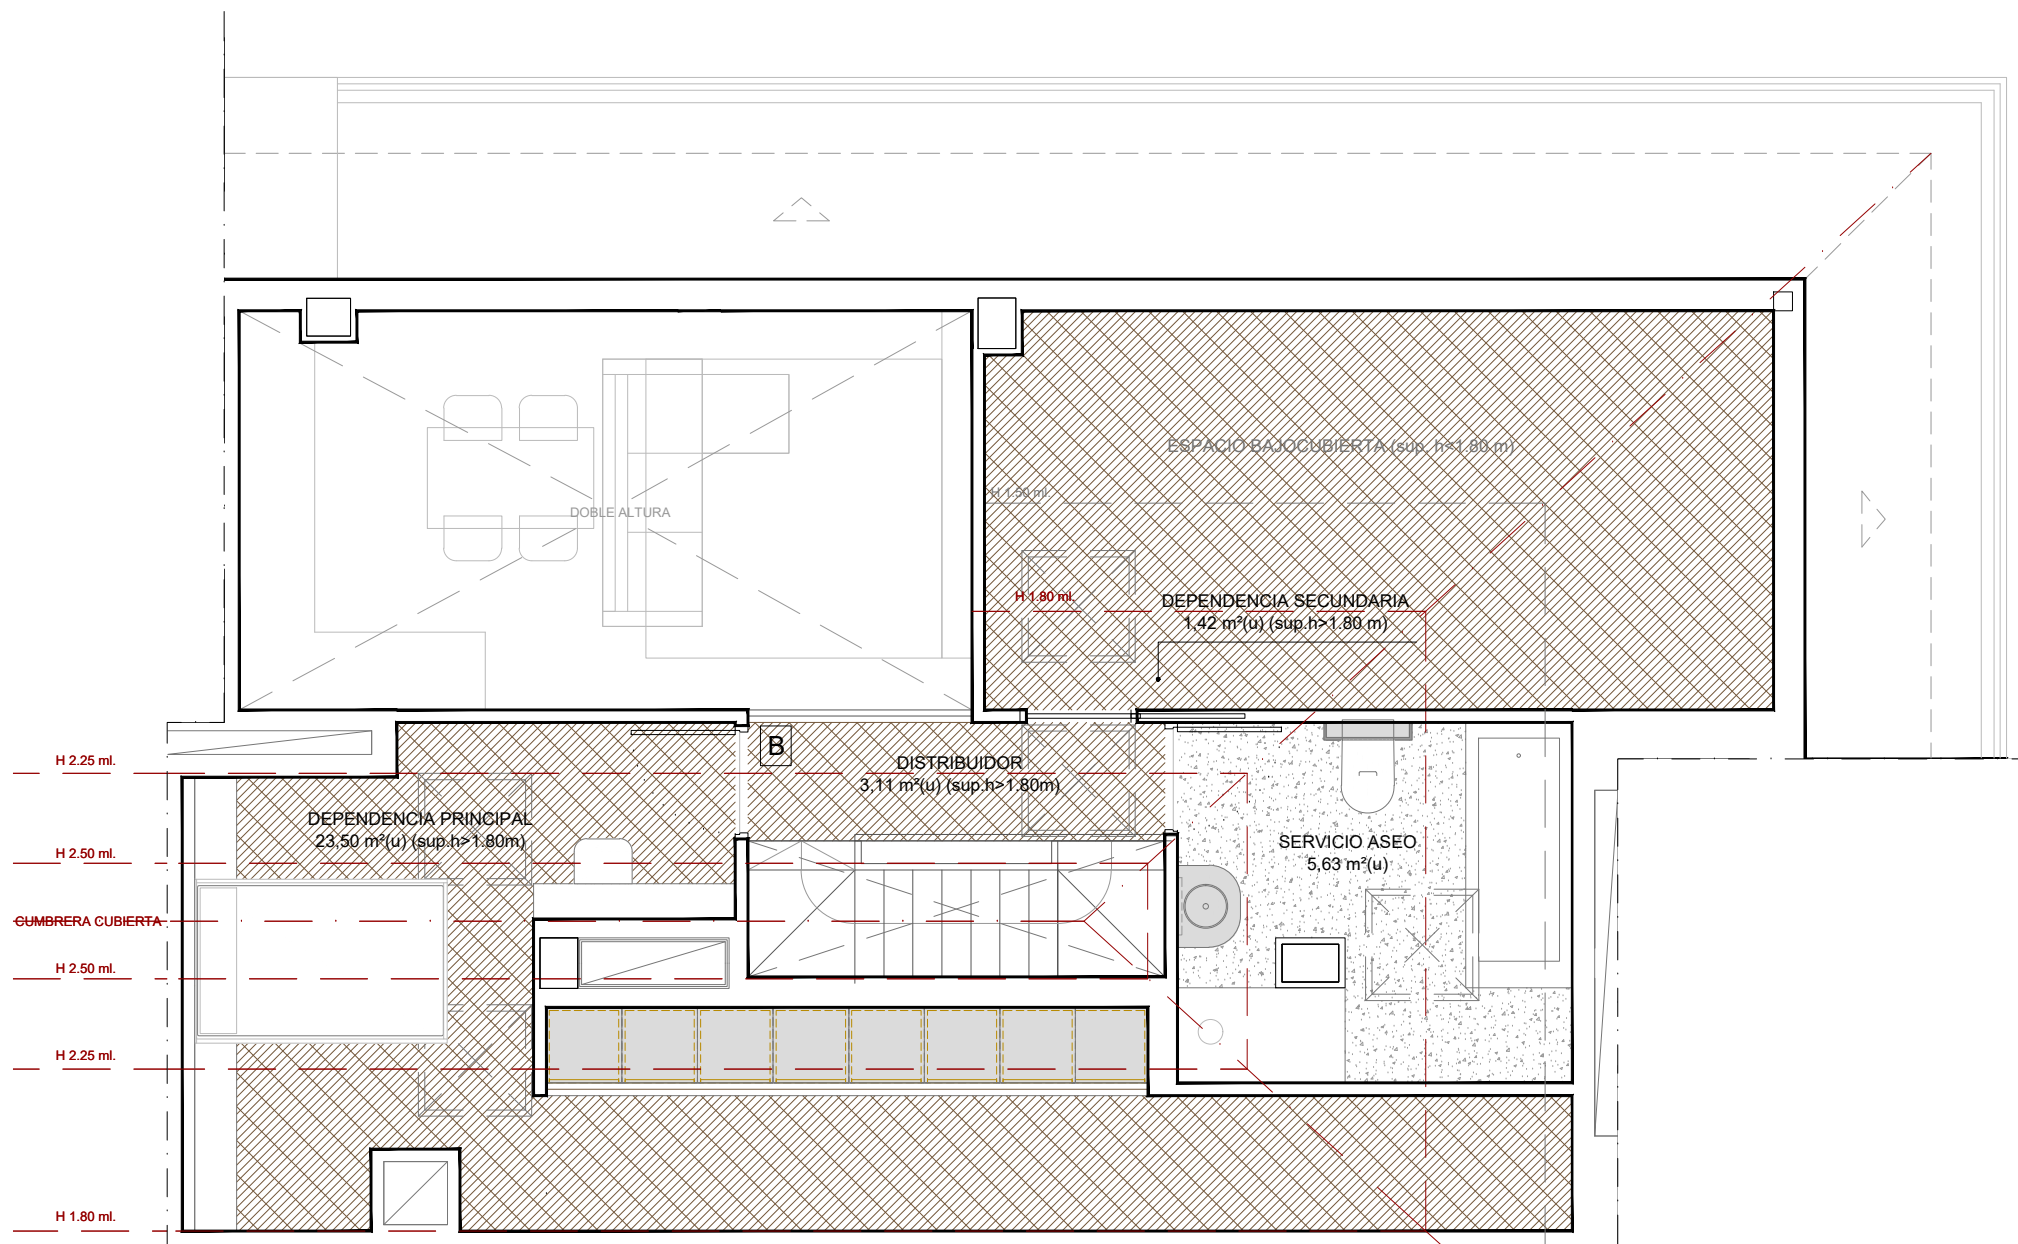 ESPACIO BAJOCUBIERTA (sup. h<1.80 m)
H 1.50 ml.
DOBLE ALTURA
H 1.80 ml.
DEPENDENCIA SECUNDARIA
1,42 m²(u) (sup.h>1.80 m)
B
H 2.25 ml.
DISTRIBUIDOR
3,11 m²(u) (sup.h>1.80m)
DEPENDENCIA PRINCIPAL
23,50 m²(u) (sup.h>1.80m)
H 2.50 ml.
SERVICIO ASEO
5,63 m²(u)
CUMBRERA CUBIERTA
H 2.50 ml.
H 2.25 ml.
H 1.80 ml.